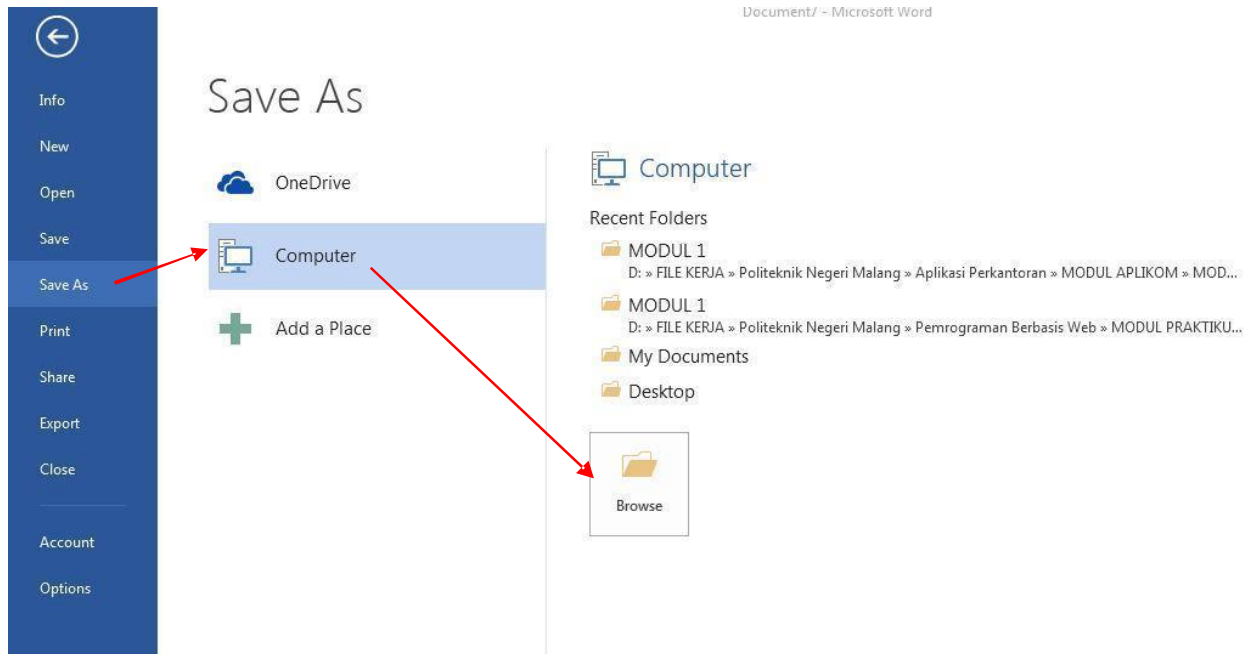 Document7 - Microsoft Word
Info
New
Open
Save
Save As
Print
Share
Export
Close
Account
Options
Save As
OneDrive
Computer
Add a Place
Computer
Recent Folders
MODUL 1
D: » FILE KERJA » Politeknik Negeri Malang » Aplikasi Perkantoran » MODUL APLIKOM » MOD...
MODUL 1
D: » FILE KERJA » Politeknik Negeri Malang » Pemrograman Berbasis Web » MODUL PRAKTIKU...
My Documents
Desktop
Browse